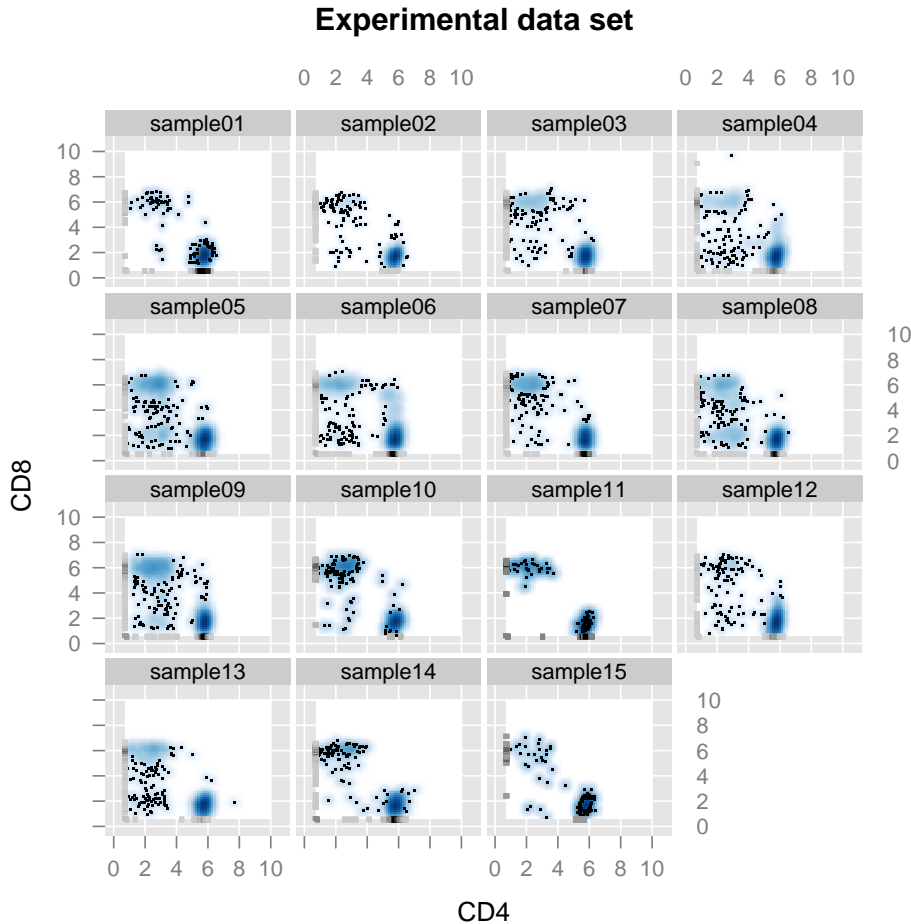 Experimental data set
0 2 4 6 8 10 0 2 4 6 8 10
sample01 sample02 sample03 sample04
10
8
6
4
2
0
sample05 sample06 sample07 sample08
10
8
6
4
2
0
CD8
sample09 sample10 sample11 sample12
10
8
6
4
2
0
sample13 sample14 sample15
10
8
6
4
2
0
0 2 4 6 8 10 0 2 4 6 8 10
CD4